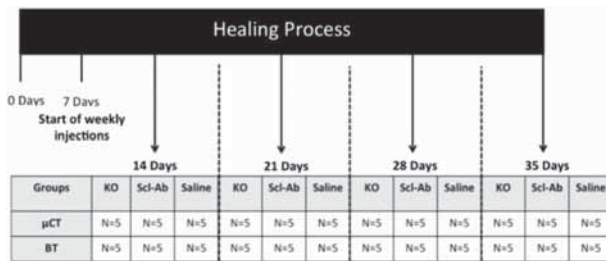 Healing Process
0 Days 7 Days
Start of weekly
injections
14 Days 21 Days 28 Days 35 Days
Groups KO Scl-Ab Saline KO Scl-Ab Saline KO Scl-Ab Saline KO Scl-Ab Saline
µCT N=5 N=5 N=5 N=5 N=5 N=5 N=5 N=5 N=5 N=5 N=5 N=5
BT N=5 N=5 N=5 N=5 N=5 N=5 N=5 N=5 N=5 N=5 N=5 N=5